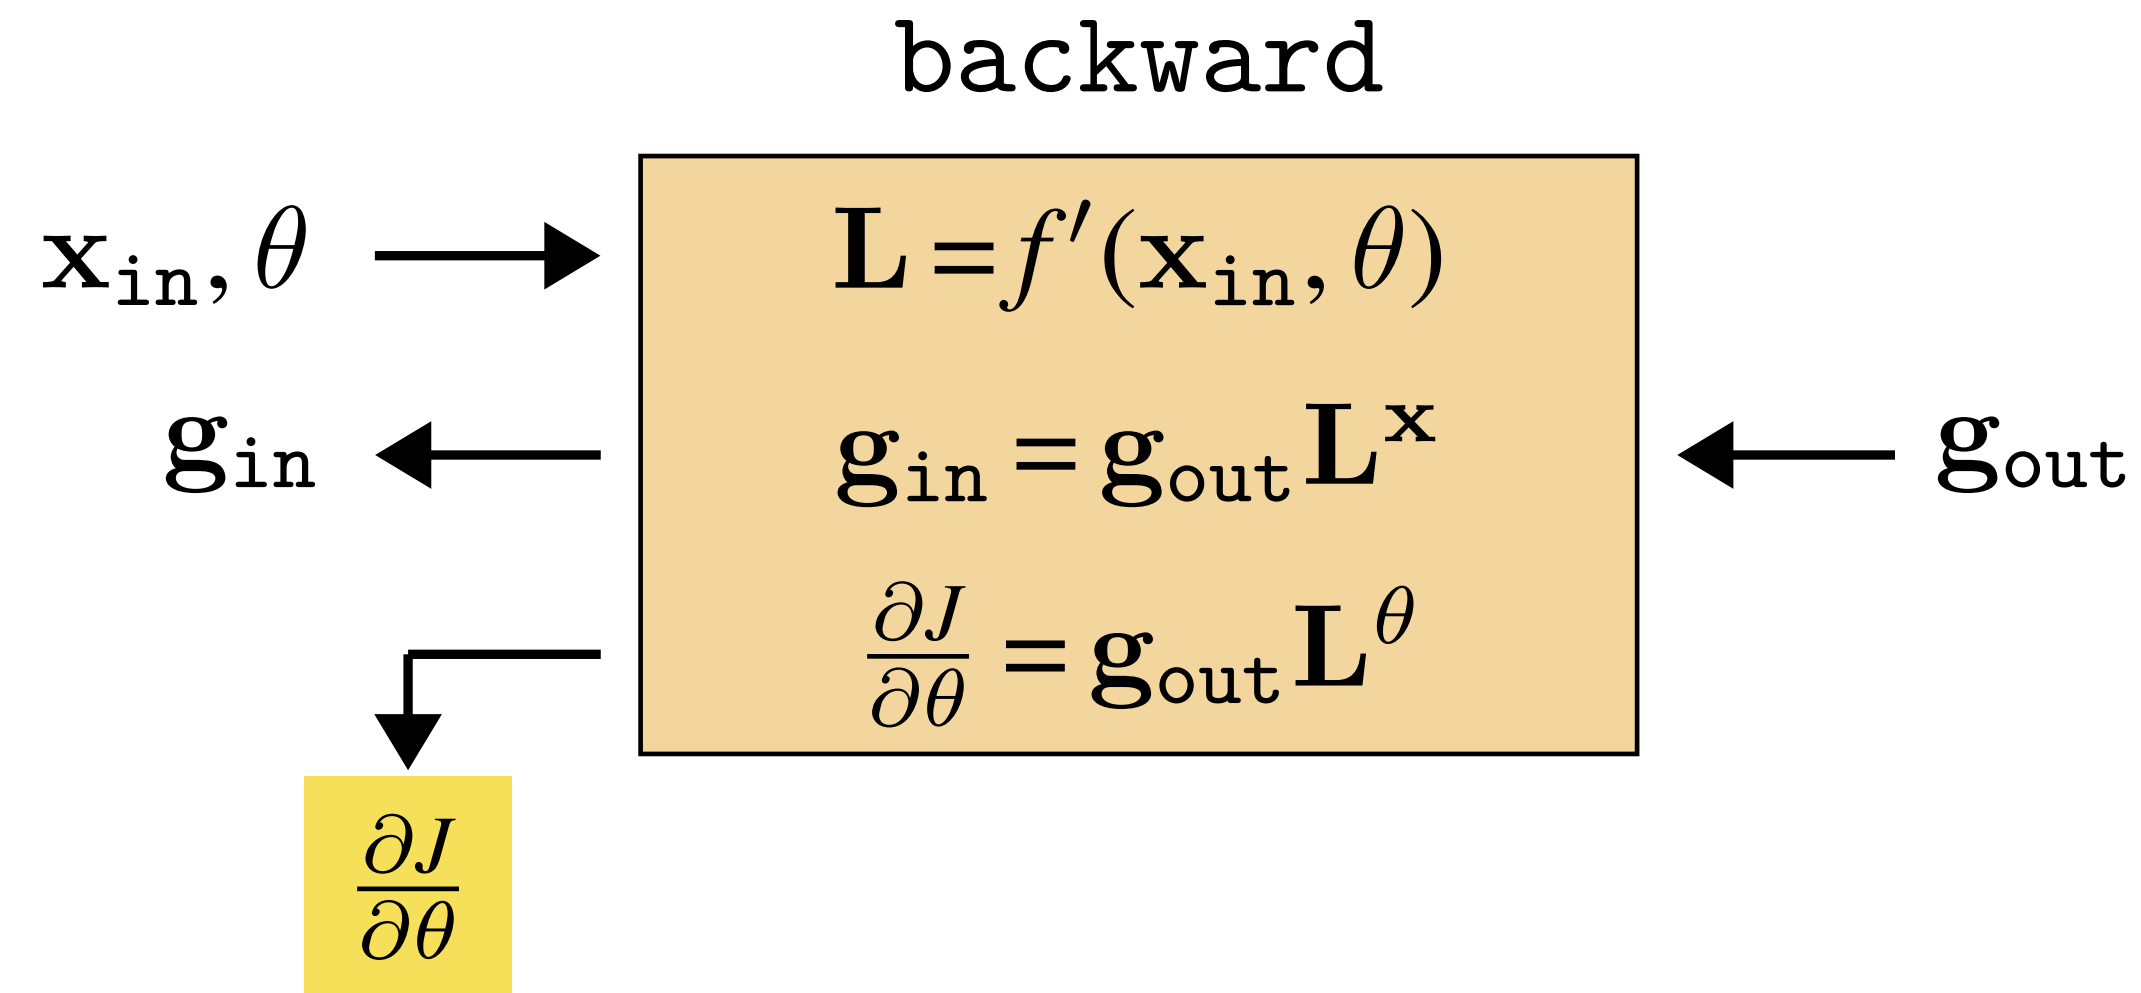 backward
x_in, θ
L = f′(x_in, θ)
g_in
g_in = g_out L^x
g_out
∂J/∂θ = g_out L^θ
∂J/∂θ